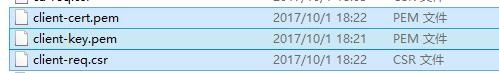 client-cert.pem 2017/10/1 18:22 PEM 文件
client-key.pem 2017/10/1 18:21 PEM 文件
client-req.csr 2017/10/1 18:22 CSR 文件